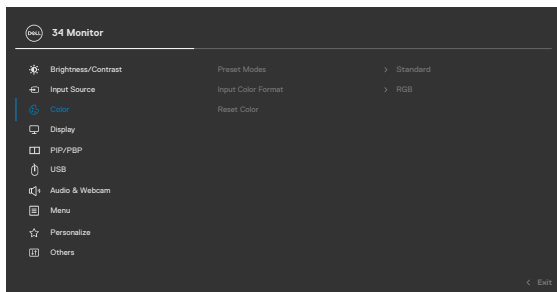 DELL 34 Monitor
Brightness/Contrast Preset Modes > Standard
Input Source Input Color Format > RGB
Color Reset Color
Display
PIP/PBP
USB
Audio & Webcam
Menu
Personalize
Others
< Exit